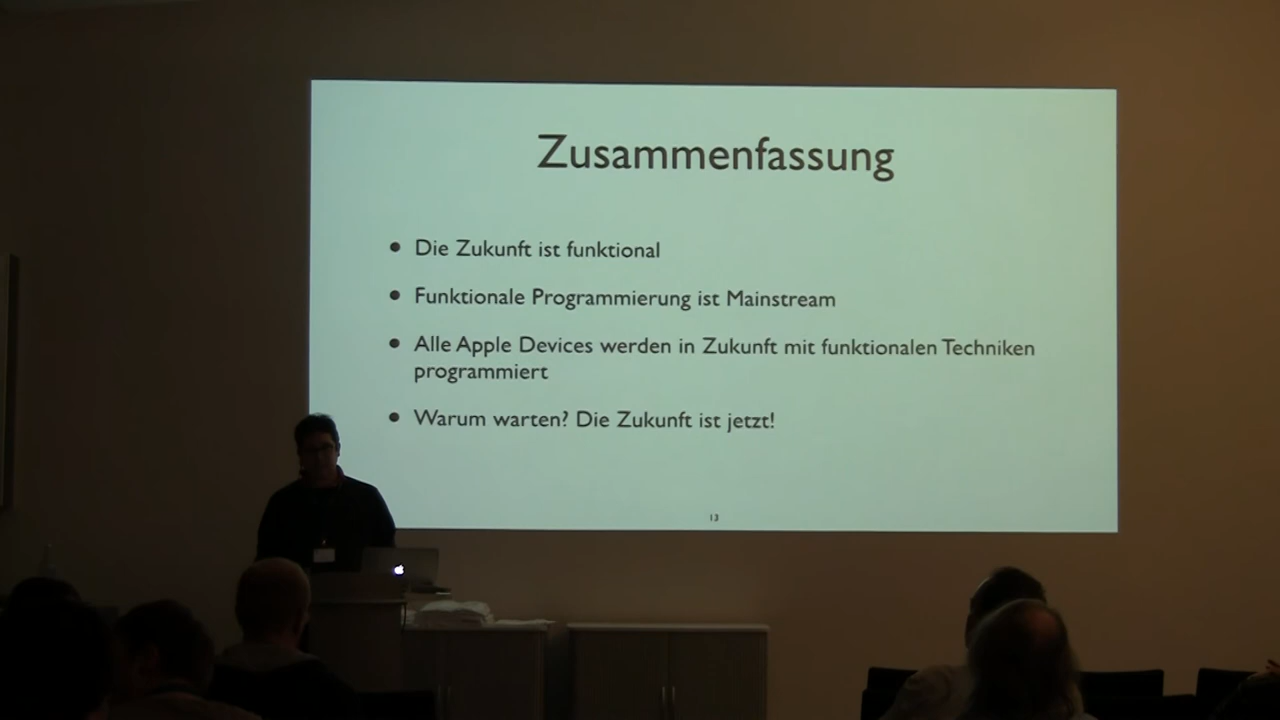 Zusammenfassung
• Die Zukunft ist funktional
• Funktionale Programmierung ist Mainstream
• Alle Apple Devices werden in Zukunft mit funktionalen Techniken
programmiert
• Warum warten? Die Zukunft ist jetzt!
13